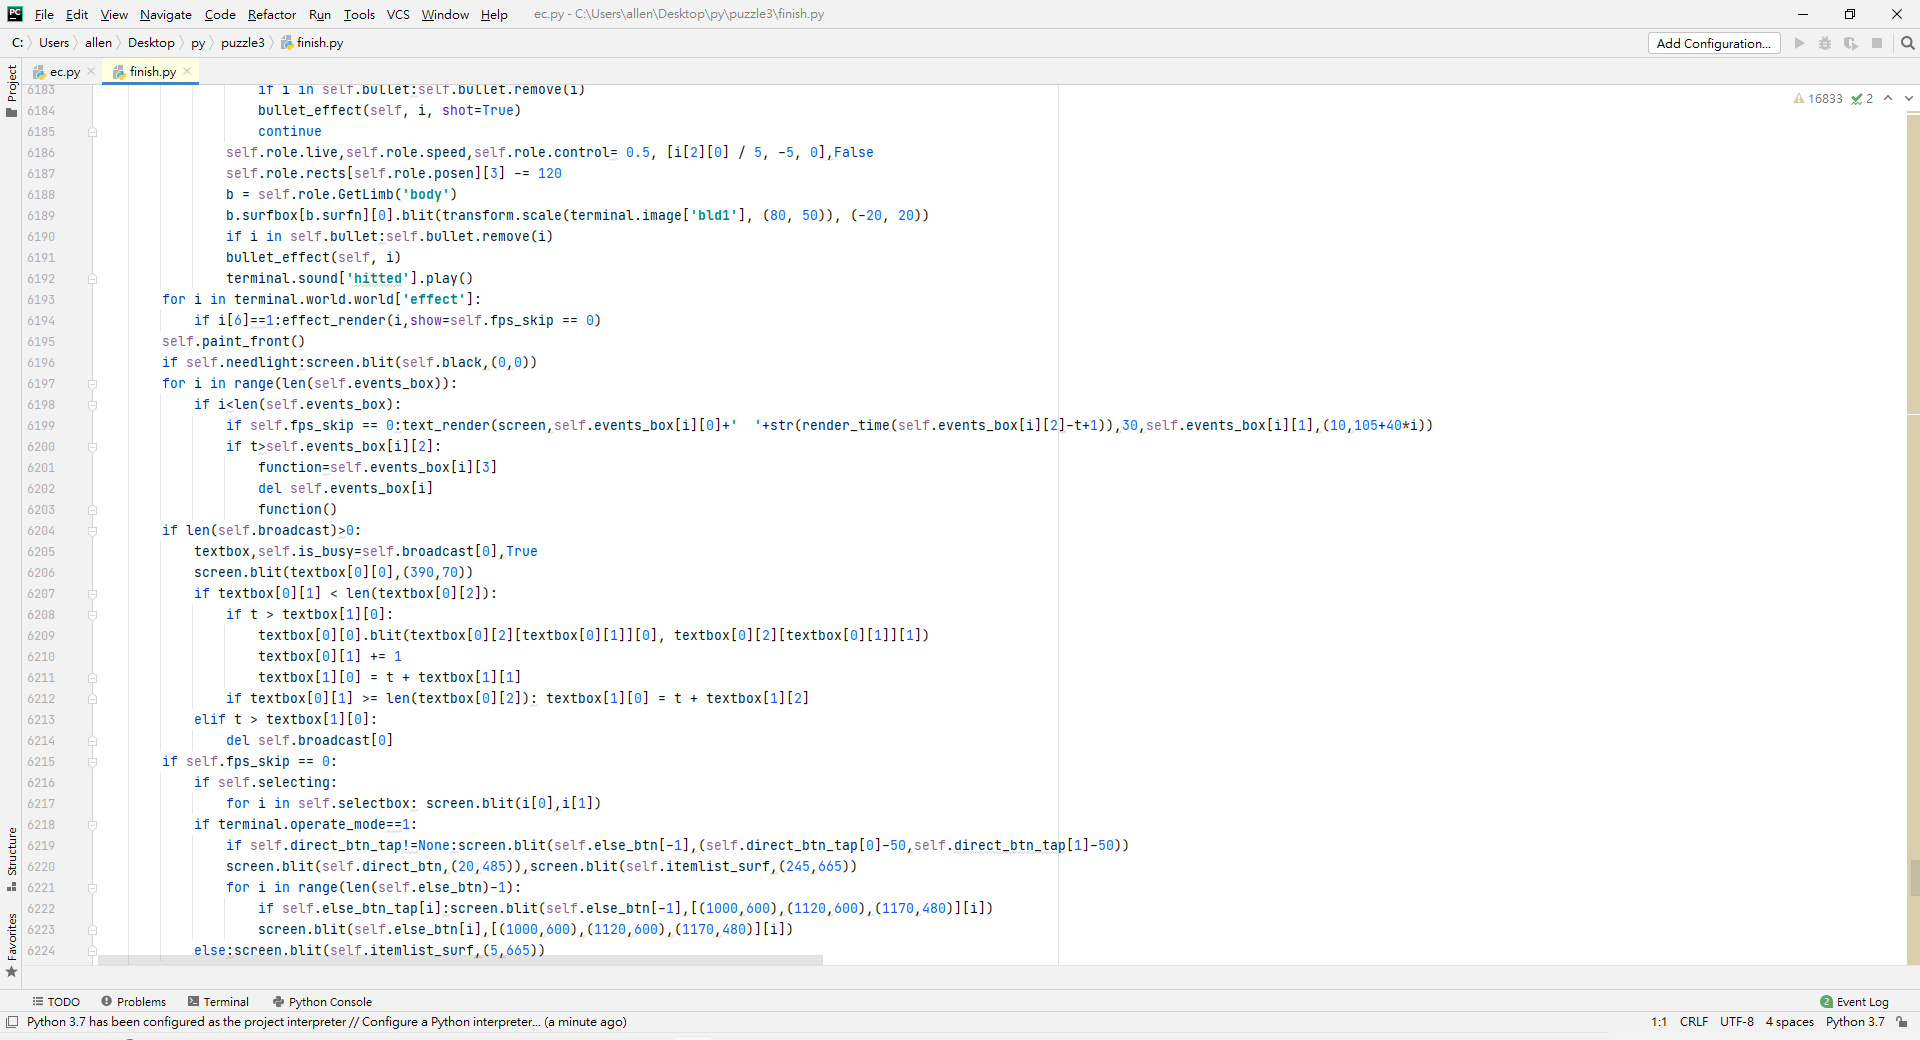 PC File Edit View Navigate Code Refactor Run Tools VCS Window Help ec.py - C:\Users\allen\Desktop\py\puzzle3\finish.py
C: Users allen Desktop py puzzle3 finish.py Add Configuration...
Project ec.py finish.py
16833 2
6183 if i in self.bullet:self.bullet.remove(i)
6184 bullet_effect(self, i, shot=True)
6185 continue
6186 self.role.live,self.role.speed,self.role.control= 0.5, [i[2][0] / 5, -5, 0],False
6187 self.role.rects[self.role.posen][3] -= 120
6188 b = self.role.GetLimb('body')
6189 b.surfbox[b.surfn][0].blit(transform.scale(terminal.image['bld1'], (80, 50)), (-20, 20))
6190 if i in self.bullet:self.bullet.remove(i)
6191 bullet_effect(self, i)
6192 terminal.sound['hitted'].play()
6193 for i in terminal.world.world['effect']:
6194 if i[6]==1:effect_render(i,show=self.fps_skip == 0)
6195 self.paint_front()
6196 if self.needlight:screen.blit(self.black,(0,0))
6197 for i in range(len(self.events_box)):
6198 if i<len(self.events_box):
6199 if self.fps_skip == 0:text_render(screen,self.events_box[i][0]+'  '+str(render_time(self.events_box[i][2]-t+1)),30,self.events_box[i][1],(10,105+40*i))
6200 if t>self.events_box[i][2]:
6201 function=self.events_box[i][3]
6202 del self.events_box[i]
6203 function()
6204 if len(self.broadcast)>0:
6205 textbox,self.is_busy=self.broadcast[0],True
6206 screen.blit(textbox[0][0],(390,70))
6207 if textbox[0][1] < len(textbox[0][2]):
6208 if t > textbox[1][0]:
6209 textbox[0][0].blit(textbox[0][2][textbox[0][1]][0], textbox[0][2][textbox[0][1]][1])
6210 textbox[0][1] += 1
6211 textbox[1][0] = t + textbox[1][1]
6212 if textbox[0][1] >= len(textbox[0][2]): textbox[1][0] = t + textbox[1][2]
6213 elif t > textbox[1][0]:
6214 del self.broadcast[0]
6215 if self.fps_skip == 0:
6216 if self.selecting:
6217 for i in self.selectbox: screen.blit(i[0],i[1])
6218 if terminal.operate_mode==1:
6219 if self.direct_btn_tap!=None:screen.blit(self.else_btn[-1],(self.direct_btn_tap[0]-50,self.direct_btn_tap[1]-50))
6220 screen.blit(self.direct_btn,(20,485)),screen.blit(self.itemlist_surf,(245,665))
6221 for i in range(len(self.else_btn)-1):
6222 if self.else_btn_tap[i]:screen.blit(self.else_btn[-1],[(1000,600),(1120,600),(1170,480)][i])
6223 screen.blit(self.else_btn[i],[(1000,600),(1120,600),(1170,480)][i])
6224 else:screen.blit(self.itemlist_surf,(5,665))
Structure
Favorites
TODO Problems Terminal Python Console 2 Event Log
Python 3.7 has been configured as the project interpreter // Configure a Python interpreter... (a minute ago) 1:1 CRLF UTF-8 4 spaces Python 3.7